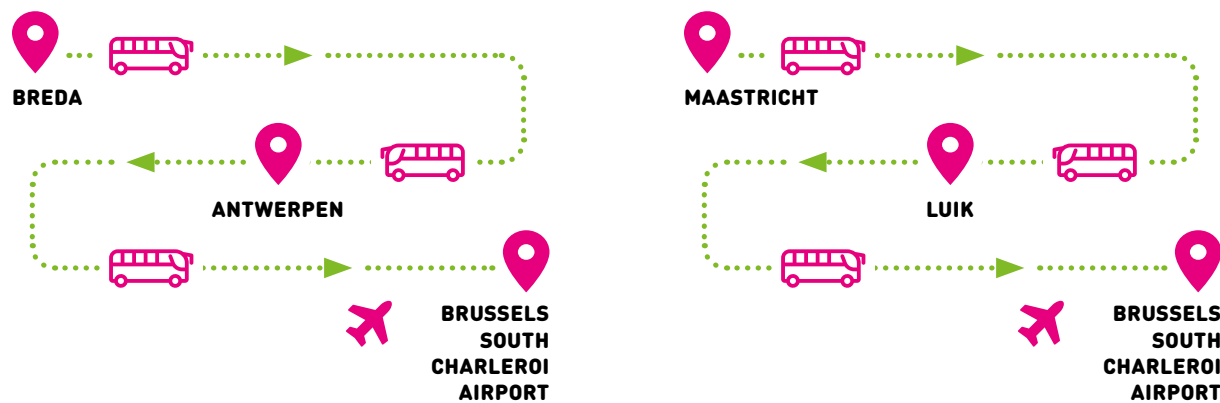 BREDA
ANTWERPEN
BRUSSELS
SOUTH
CHARLEROI
AIRPORT
MAASTRICHT
LUIK
BRUSSELS
SOUTH
CHARLEROI
AIRPORT